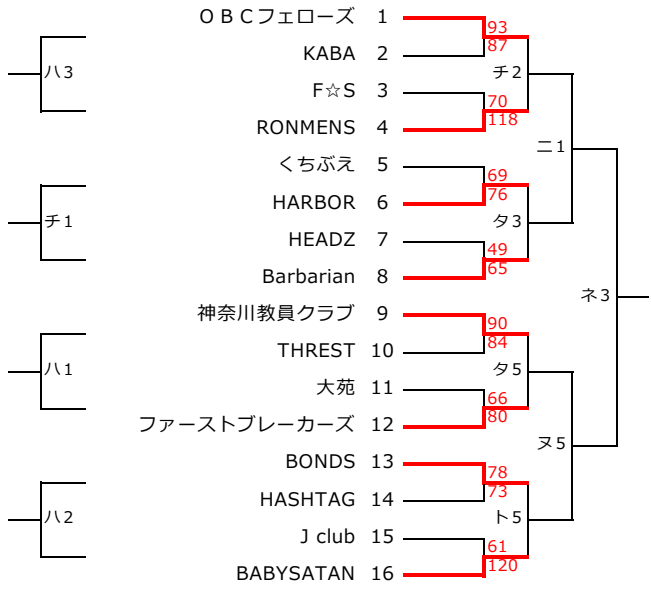 ＯＢＣフェローズ 1
93
87
KABA 2
チ2
ハ3
F☆S 3
70
118
RONMENS 4
ニ1
くちぶえ 5
69
76
HARBOR 6
タ3
チ1
HEADZ 7
49
65
Barbarian 8
ネ3
神奈川教員クラブ 9
90
84
THREST 10
タ5
ハ1
大苑 11
66
80
ファーストブレーカーズ 12
ヌ5
BONDS 13
78
73
HASHTAG 14
ト5
ハ2
J club 15
61
120
BABYSATAN 16